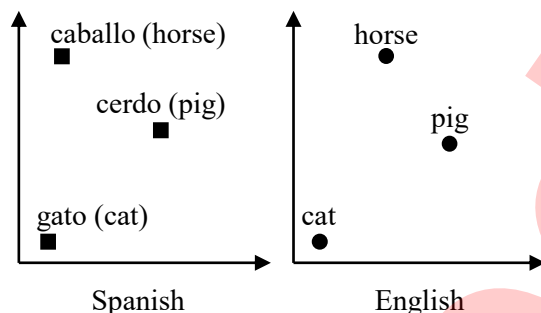 caballo (horse)
cerdo (pig)
gato (cat)
Spanish
horse
pig
cat
English